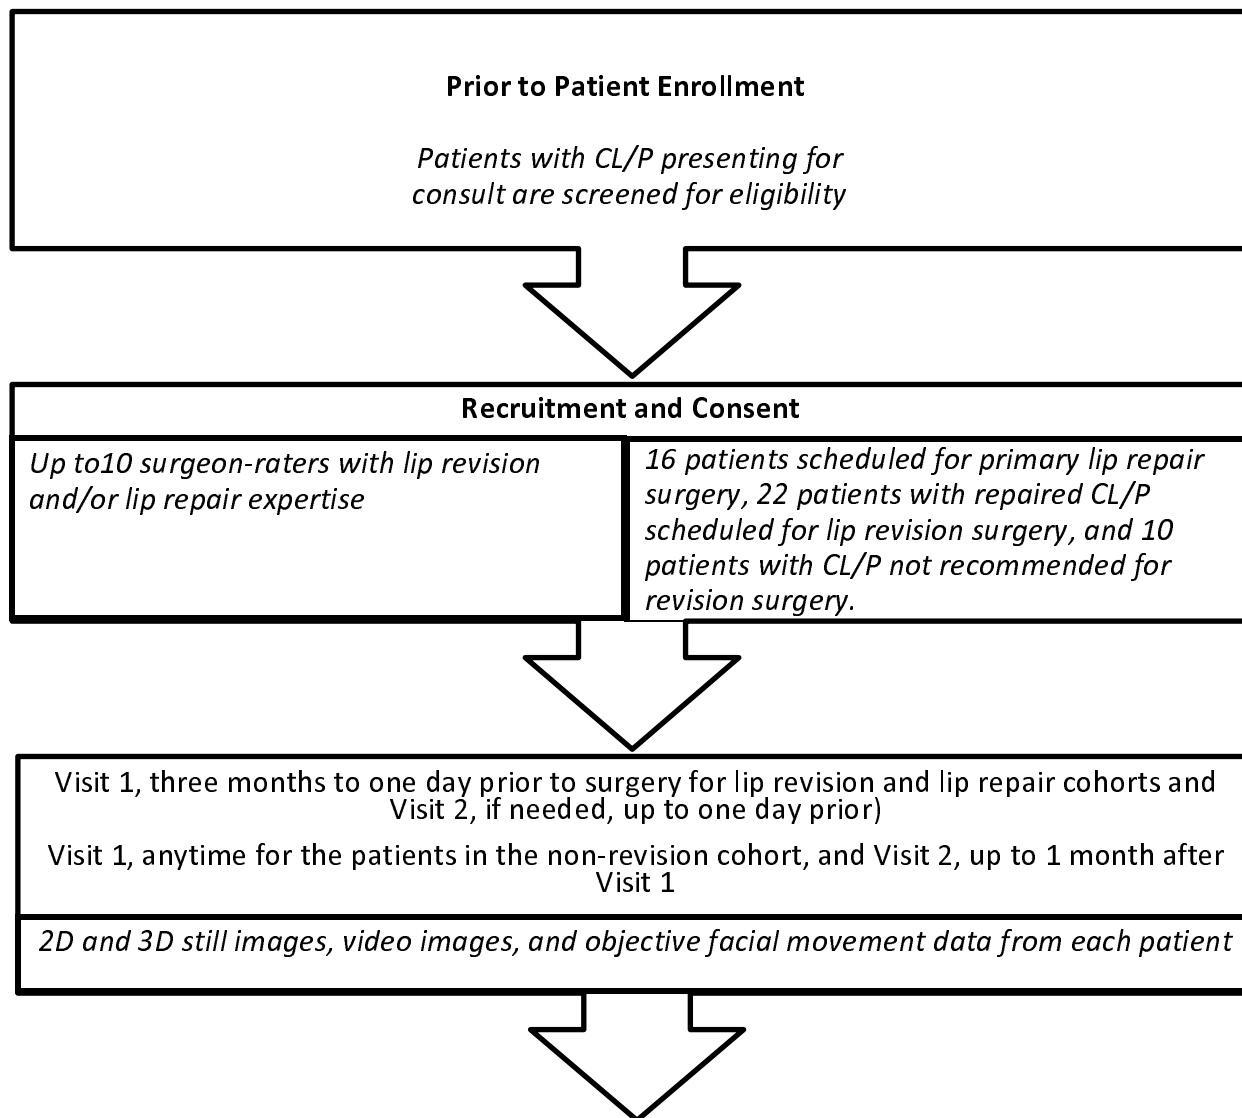 Prior to Patient Enrollment
Patients with CL/P presenting for
consult are screened for eligibility
Recruitment and Consent
Up to10 surgeon-raters with lip revision
and/or lip repair expertise
16 patients scheduled for primary lip repair
surgery, 22 patients with repaired CL/P
scheduled for lip revision surgery, and 10
patients with CL/P not recommended for
revision surgery.
Visit 1, three months to one day prior to surgery for lip revision and lip repair cohorts and
Visit 2, if needed, up to one day prior)
Visit 1, anytime for the patients in the non-revision cohort, and Visit 2, up to 1 month after
Visit 1
2D and 3D still images, video images, and objective facial movement data from each patient